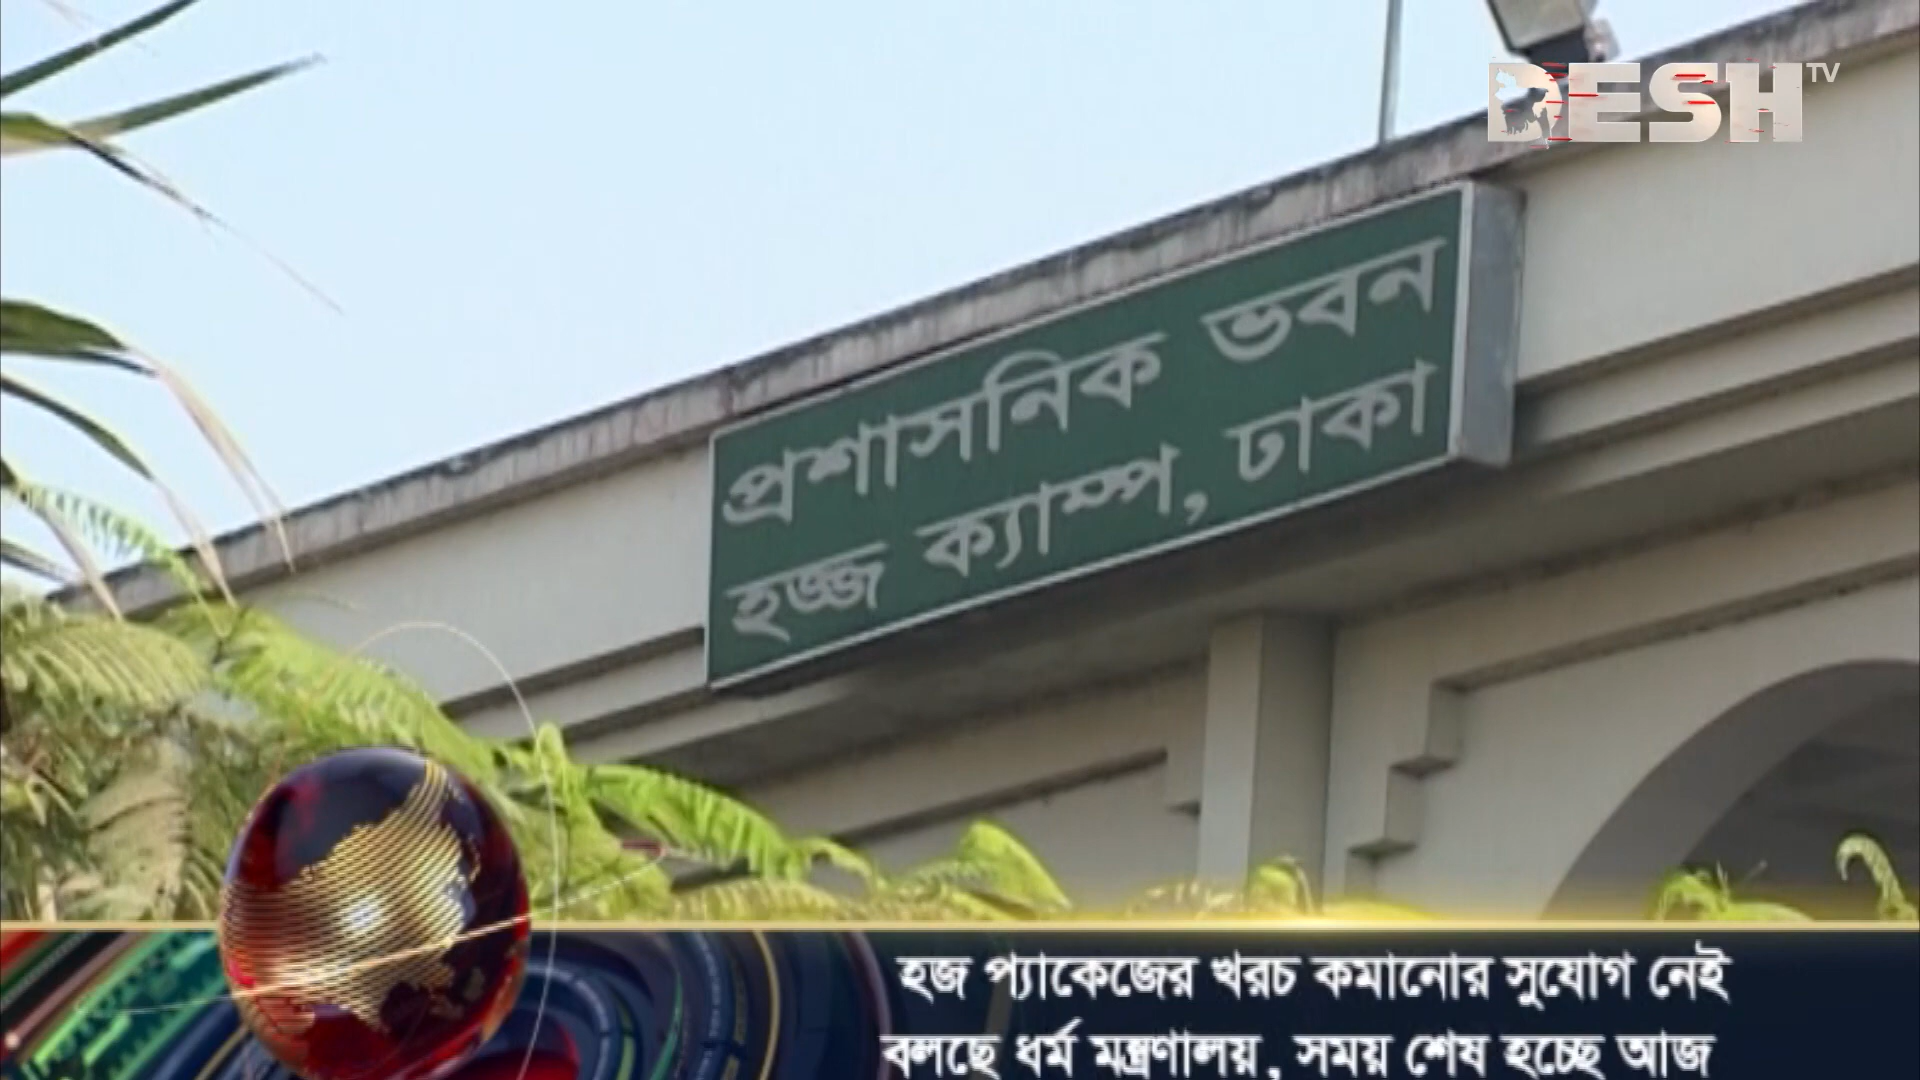 DESH TV
প্রশাসনিক ভবন
হজ্জ ক্যাম্প, ঢাকা
হজ প্যাকেজের খরচ কমানোর সুযোগ নেই
বলছে ধর্ম মন্ত্রণালয়, সময় শেষ হচ্ছে আজ